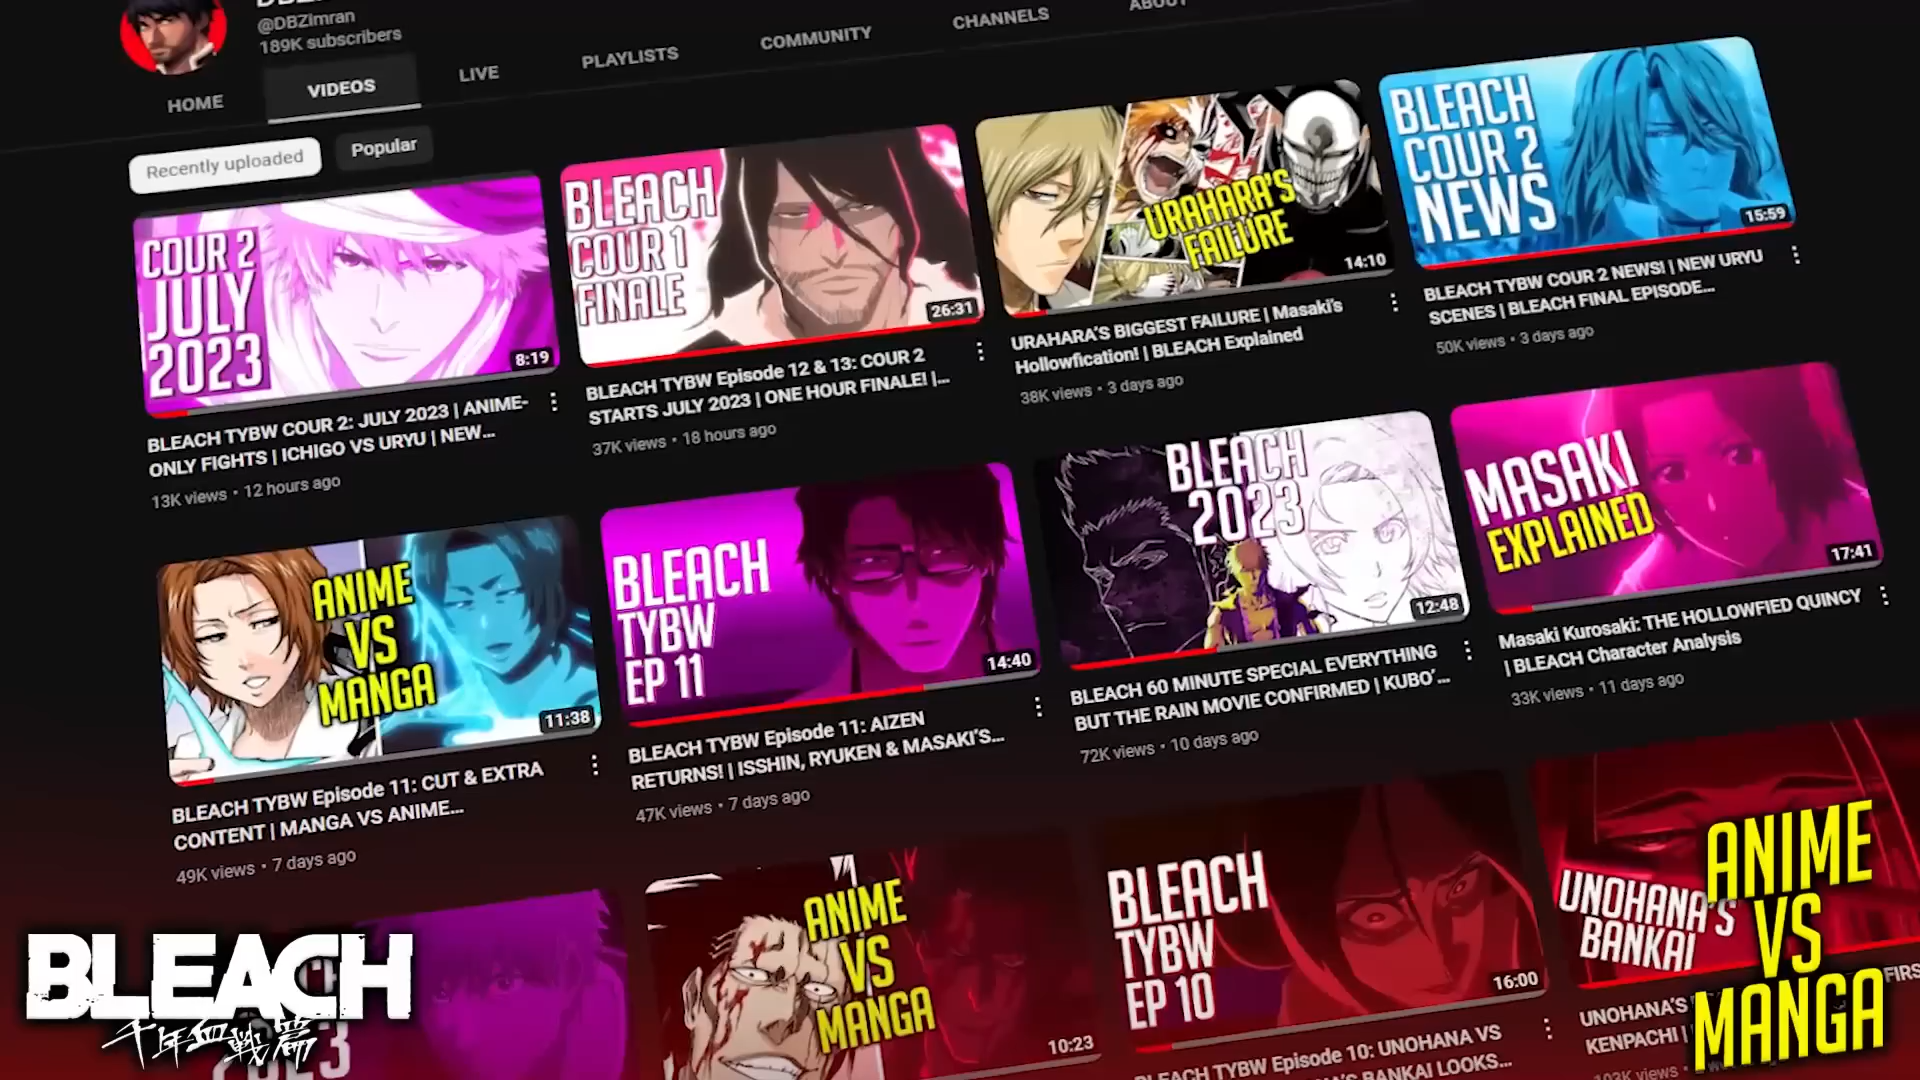 @DBZImran
189K subscribers
HOME
VIDEOS
LIVE
PLAYLISTS
COMMUNITY
CHANNELS
ABOUT
Recently uploaded
Popular
COUR 2
JULY
2023
8:19
BLEACH TYBW COUR 2: JULY 2023 | ANIME-
ONLY FIGHTS | ICHIGO VS URYU | NEW...
13K views • 12 hours ago
BLEACH
COUR 1
FINALE
26:31
BLEACH TYBW Episode 12 & 13: COUR 2
STARTS JULY 2023 | ONE HOUR FINALE! |...
37K views • 18 hours ago
URAHARA'S
FAILURE
14:10
URAHARA'S BIGGEST FAILURE | Masaki's
Hollowfication! | BLEACH Explained
38K views • 3 days ago
BLEACH
COUR 2
NEWS
15:59
BLEACH TYBW COUR 2 NEWS! | NEW URYU
SCENES | BLEACH FINAL EPISODE...
50K views • 3 days ago
ANIME
VS
MANGA
11:38
BLEACH TYBW Episode 11: CUT & EXTRA
CONTENT | MANGA VS ANIME...
49K views • 7 days ago
BLEACH
TYBW
EP 11
14:40
BLEACH TYBW Episode 11: AIZEN
RETURNS! | ISSHIN, RYUKEN & MASAKI'S...
47K views • 7 days ago
BLEACH
2023
12:48
BLEACH 60 MINUTE SPECIAL EVERYTHING
BUT THE RAIN MOVIE CONFIRMED | KUBO'...
72K views • 10 days ago
MASAKI
EXPLAINED
17:41
Masaki Kurosaki: THE HOLLOWFIED QUINCY
| BLEACH Character Analysis
33K views • 11 days ago
ANIME
VS
MANGA
10:23
BLEACH
TYBW
EP 10
16:00
BLEACH TYBW Episode 10: UNOHANA VS
BANKAI LOOKS...
UNOHANA'S
BANKAI
UNOHANA'S
KENPACHI |
103K views
BLEACH
千年血戦篇
ANIME
VS
MANGA